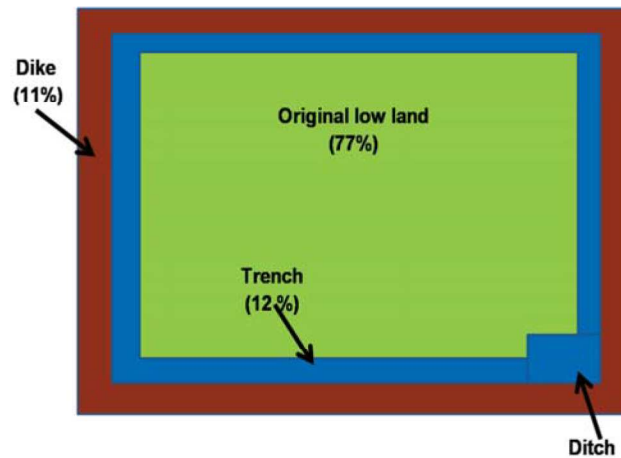 Dike
(11%)
Original low land
(77%)
Trench
(12 %)
Ditch